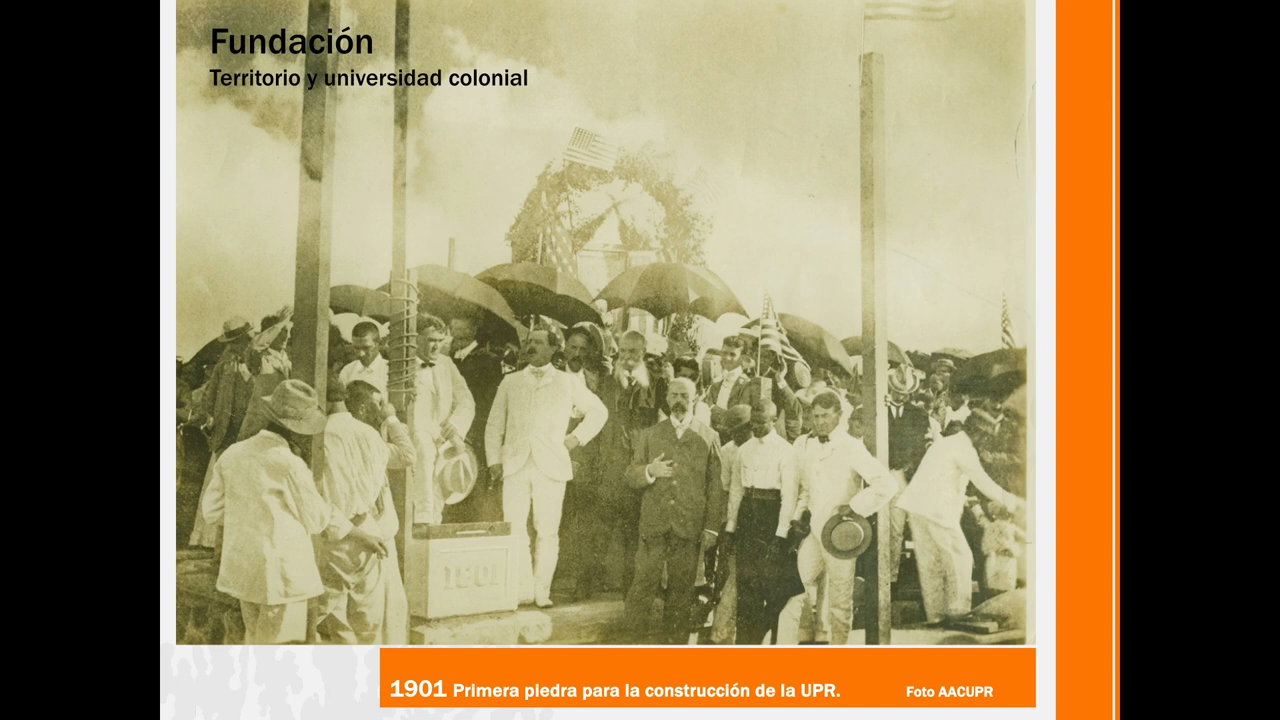 Fundación
Territorio y universidad colonial
1901
1901 Primera piedra para la construcción de la UPR. Foto AACUPR